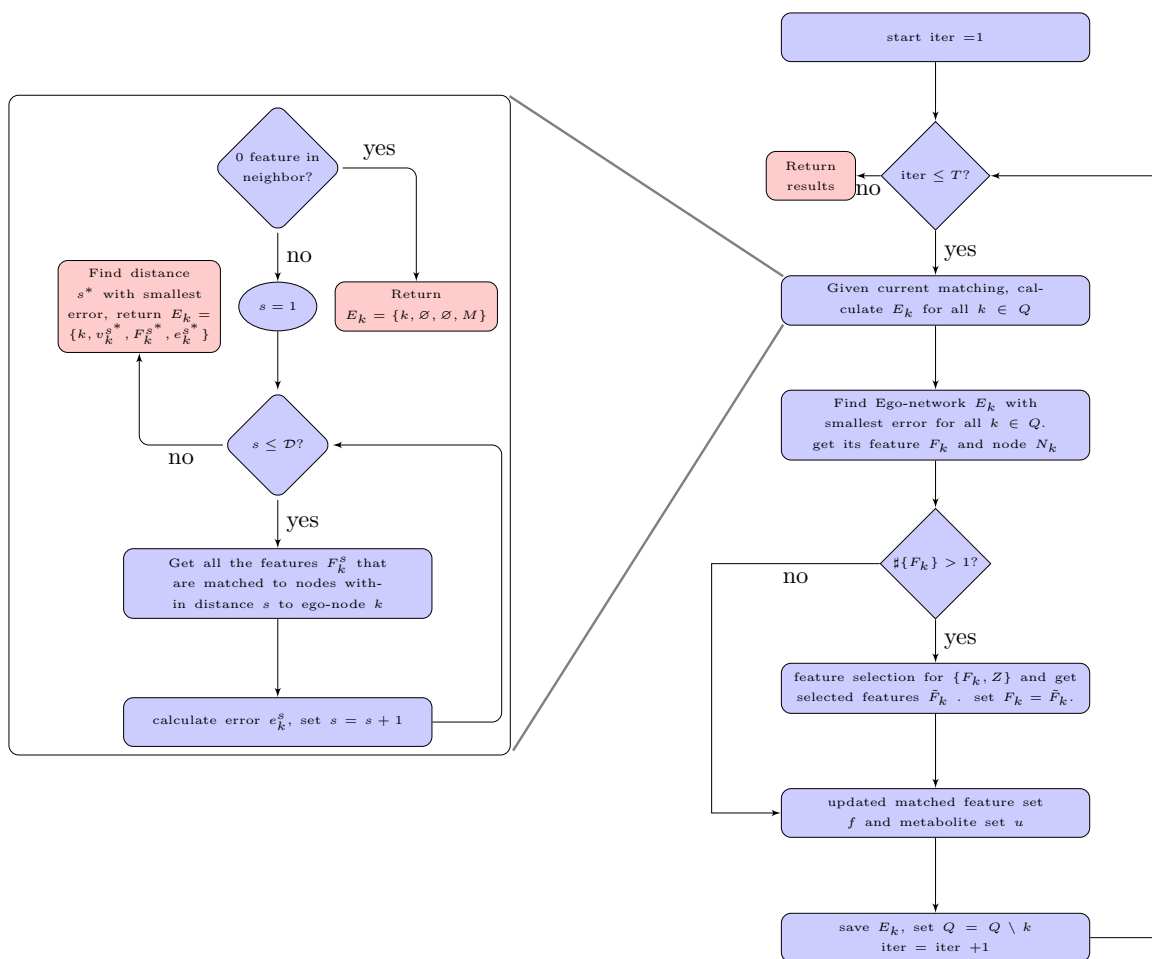 start iter =1
0 feature in
neighbor?
yes
no
Find distance
s* with smallest
error, return E_k =
{k, v_k^{s*}, F_k^{s*}, e_k^{s*}}
s = 1
Return
E_k = {k, ∅, ∅, M}
s ≤ 𝒟?
no
yes
Get all the features F_k^s that
are matched to nodes with-
in distance s to ego-node k
calculate error e_k^s, set s = s + 1
Return
results
no
iter ≤ T?
yes
Given current matching, cal-
culate E_k for all k ∈ Q
Find Ego-network E_k with
smallest error for all k ∈ Q.
get its feature F_k and node N_k
♯{F_k} > 1?
no
yes
feature selection for {F_k, Z} and get
selected features F̃_k . set F_k = F̃_k.
updated matched feature set
f and metabolite set u
save E_k, set Q = Q \ k
iter = iter +1